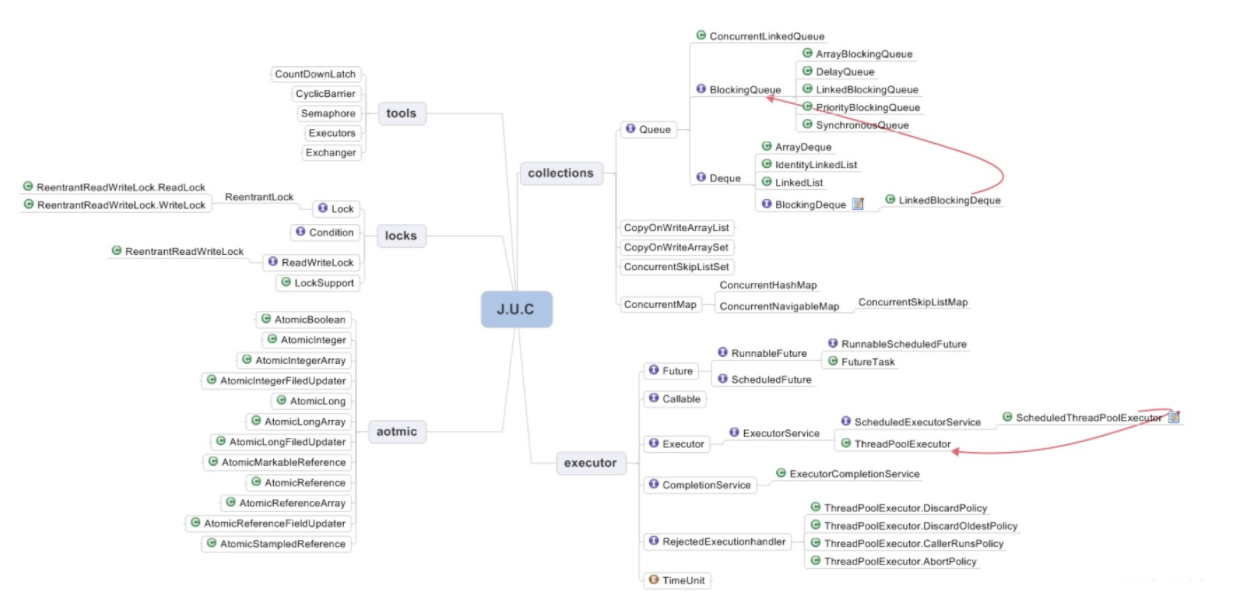 J.U.C
tools
CountDownLatch
CyclicBarrier
Semaphore
Executors
Exchanger
locks
Lock
ReentrantLock
ReentrantReadWriteLock.ReadLock
ReentrantReadWriteLock.WriteLock
Condition
ReadWriteLock
ReentrantReadWriteLock
LockSupport
aotmic
AtomicBoolean
AtomicInteger
AtomicIntegerArray
AtomicIntegerFiledUpdater
AtomicLong
AtomicLongArray
AtomicLongFiledUpdater
AtomicMarkableReference
AtomicReference
AtomicReferenceArray
AtomicReferenceFieldUpdater
AtomicStampledReference
collections
Queue
ConcurrentLinkedQueue
BlockingQueue
ArrayBlockingQueue
DelayQueue
LinkedBlockingQueue
PriorityBlockingQueue
SynchronousQueue
Deque
ArrayDeque
IdentityLinkedList
LinkedList
BlockingDeque
LinkedBlockingDeque
CopyOnWriteArrayList
CopyOnWriteArraySet
ConcurrentSkipListSet
ConcurrentMap
ConcurrentHashMap
ConcurrentNavigableMap
ConcurrentSkipListMap
executor
Future
RunnableFuture
RunnableScheduledFuture
FutureTask
ScheduledFuture
Callable
Executor
ExecutorService
ScheduledExecutorService
ScheduledThreadPoolExecutor
ThreadPoolExecutor
CompletionService
ExecutorCompletionService
RejectedExecutionhandler
ThreadPoolExecutor.DiscardPolicy
ThreadPoolExecutor.DiscardOldestPolicy
ThreadPoolExecutor.CallerRunsPolicy
ThreadPoolExecutor.AbortPolicy
TimeUnit